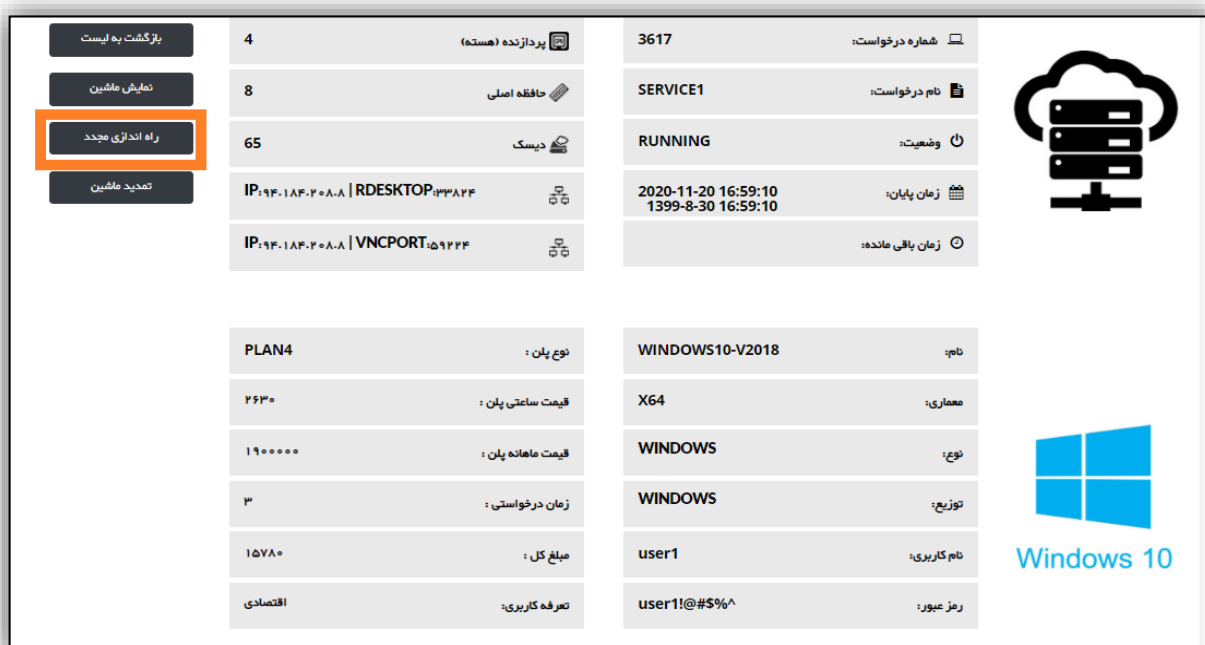 شماره درخواست: 3617
نام درخواست: SERVICE1
وضعیت: RUNNING
زمان پایان: 2020-11-20 16:59:10
1399-8-30 16:59:10
زمان باقی مانده:
پردازنده (هسته) 4
حافظه اصلی 8
دیسک 65
IP:۹۴.۱۸۴.۲۰۸.۸ | RDESKTOP:۳۳۸۲۴
IP:۹۴.۱۸۴.۲۰۸.۸ | VNCPORT:۵۹۲۲۴
بازگشت به لیست
نمایش ماشین
راه اندازی مجدد
تمدید ماشین
Windows 10
نام: WINDOWS10-V2018
معماری: X64
نوع: WINDOWS
توزیع: WINDOWS
نام کاربری: user1
رمز عبور: user1!@#$%^
نوع پلن : PLAN4
قیمت ساعتی پلن : ۲۶۳۰
قیمت ماهانه پلن : ۱۹۰۰۰۰۰
زمان درخواستی : ۳
مبلغ کل : ۱۵۷۸۰
تعرفه کاربری: اقتصادی